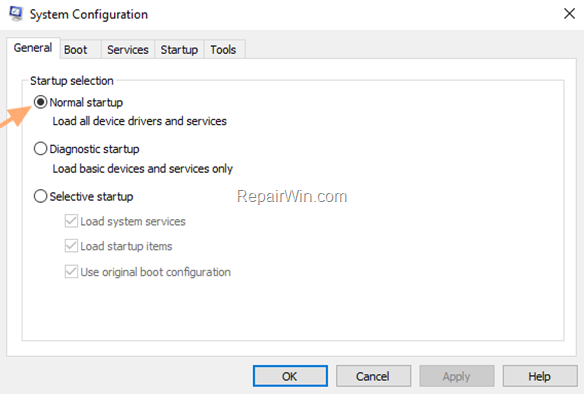 System Configuration
General Boot Services Startup Tools
Startup selection
Normal startup
Load all device drivers and services
Diagnostic startup
Load basic devices and services only
Selective startup
RepairWin.com
Load system services
Load startup items
Use original boot configuration
OK Cancel Apply Help